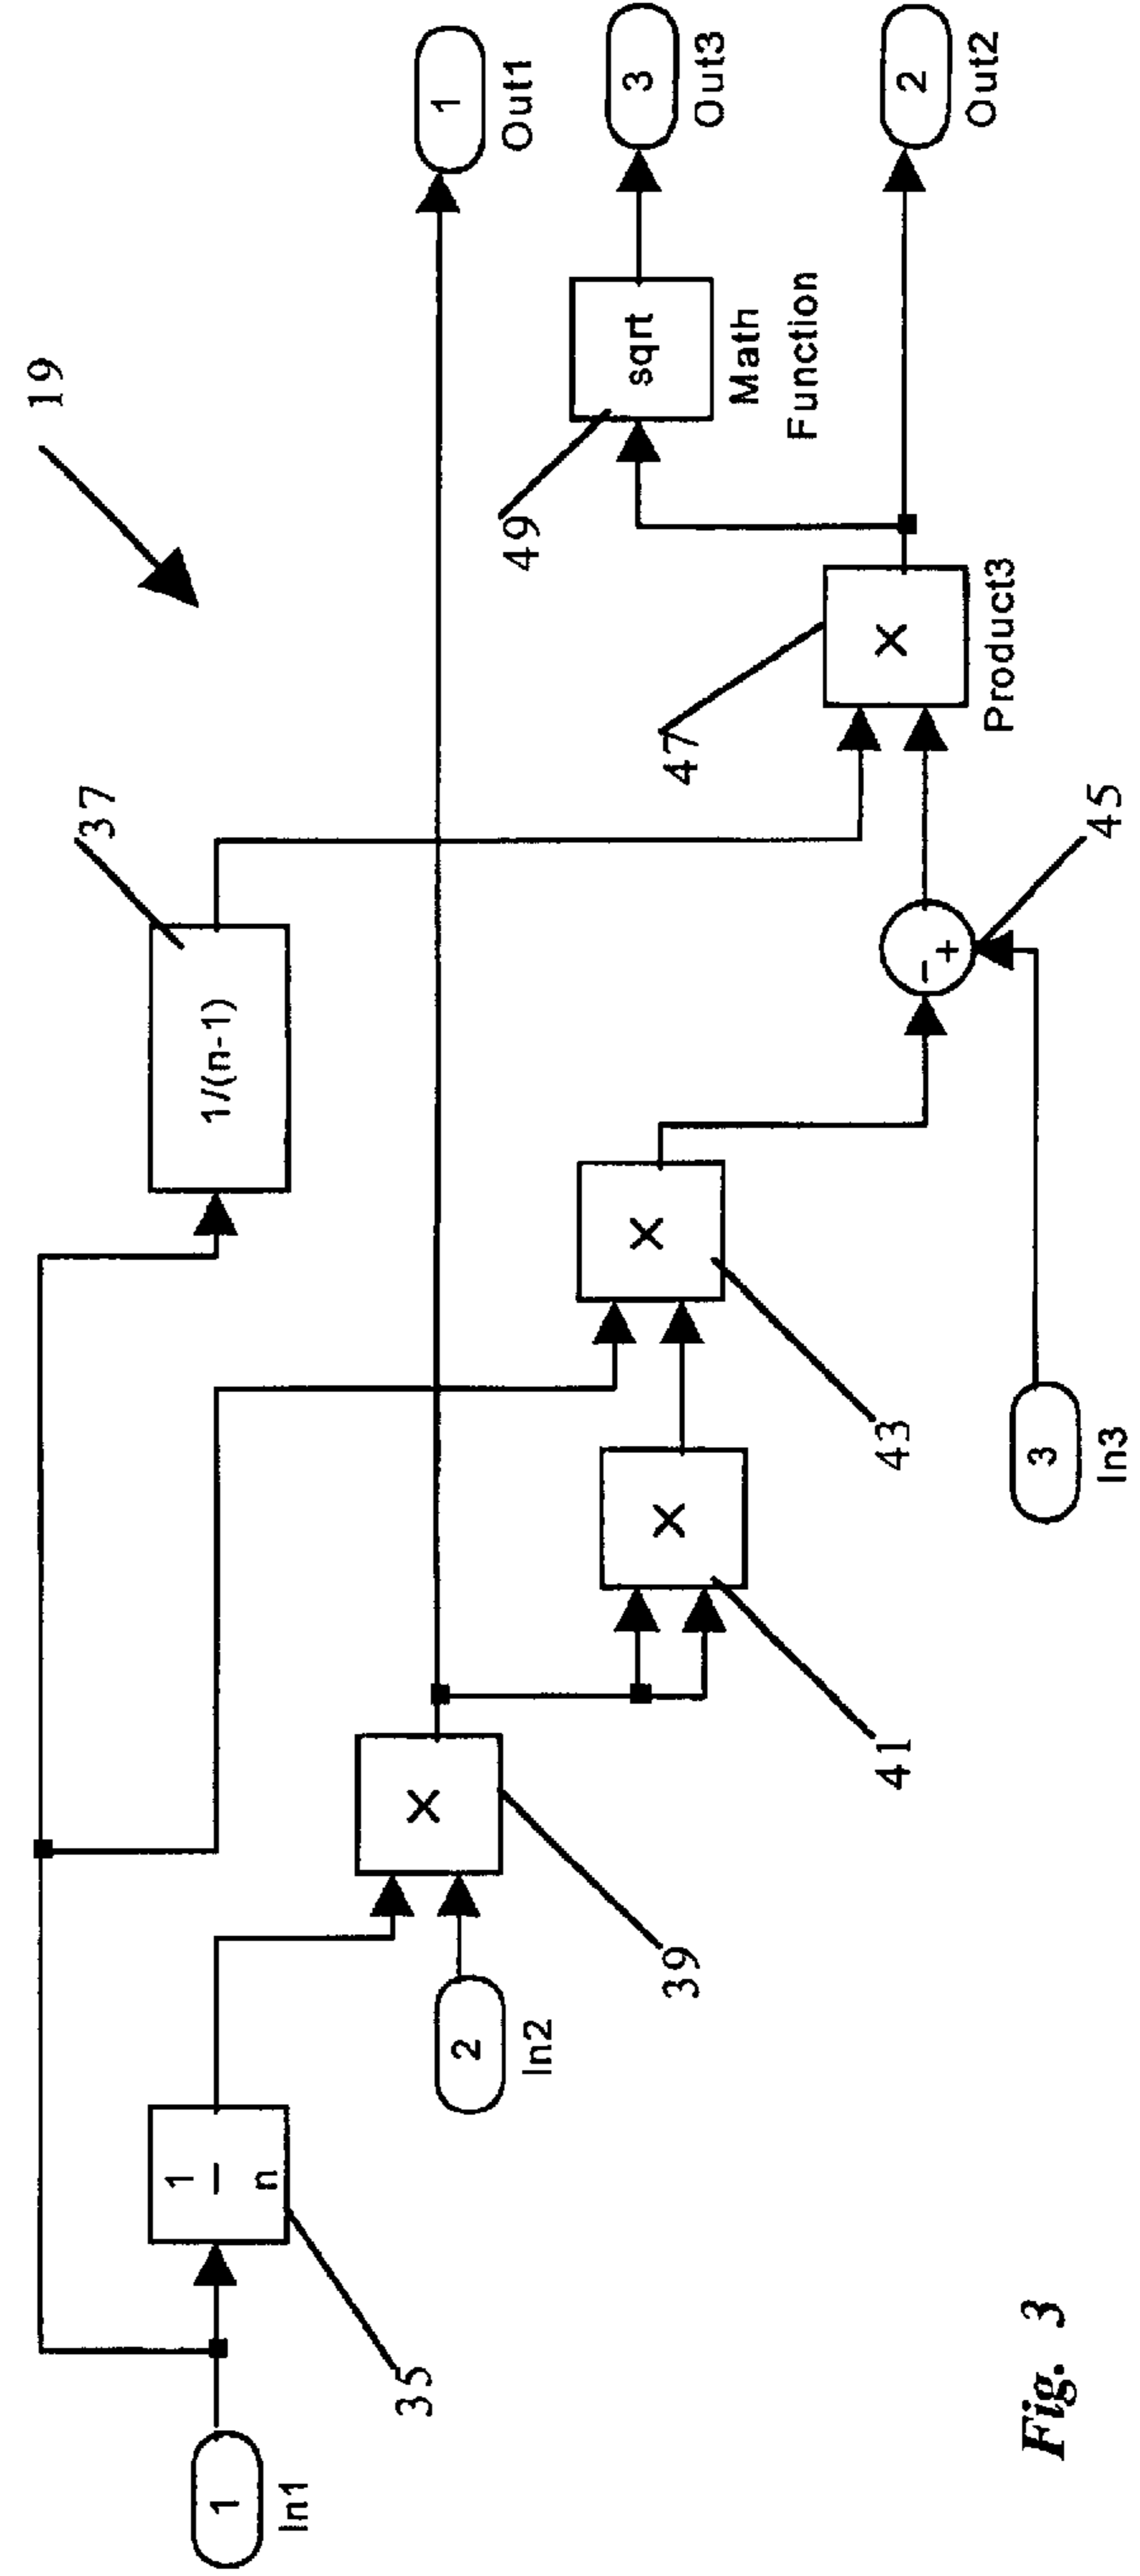 19
37
1/(n-1)
1
Out1
1
In1
1
n
35
2
In2
X
39
X
41
X
43
49
sqrt
Math
Function
3
Out3
47
X
Product3
- +
45
3
In3
2
Out2
Fig. 3